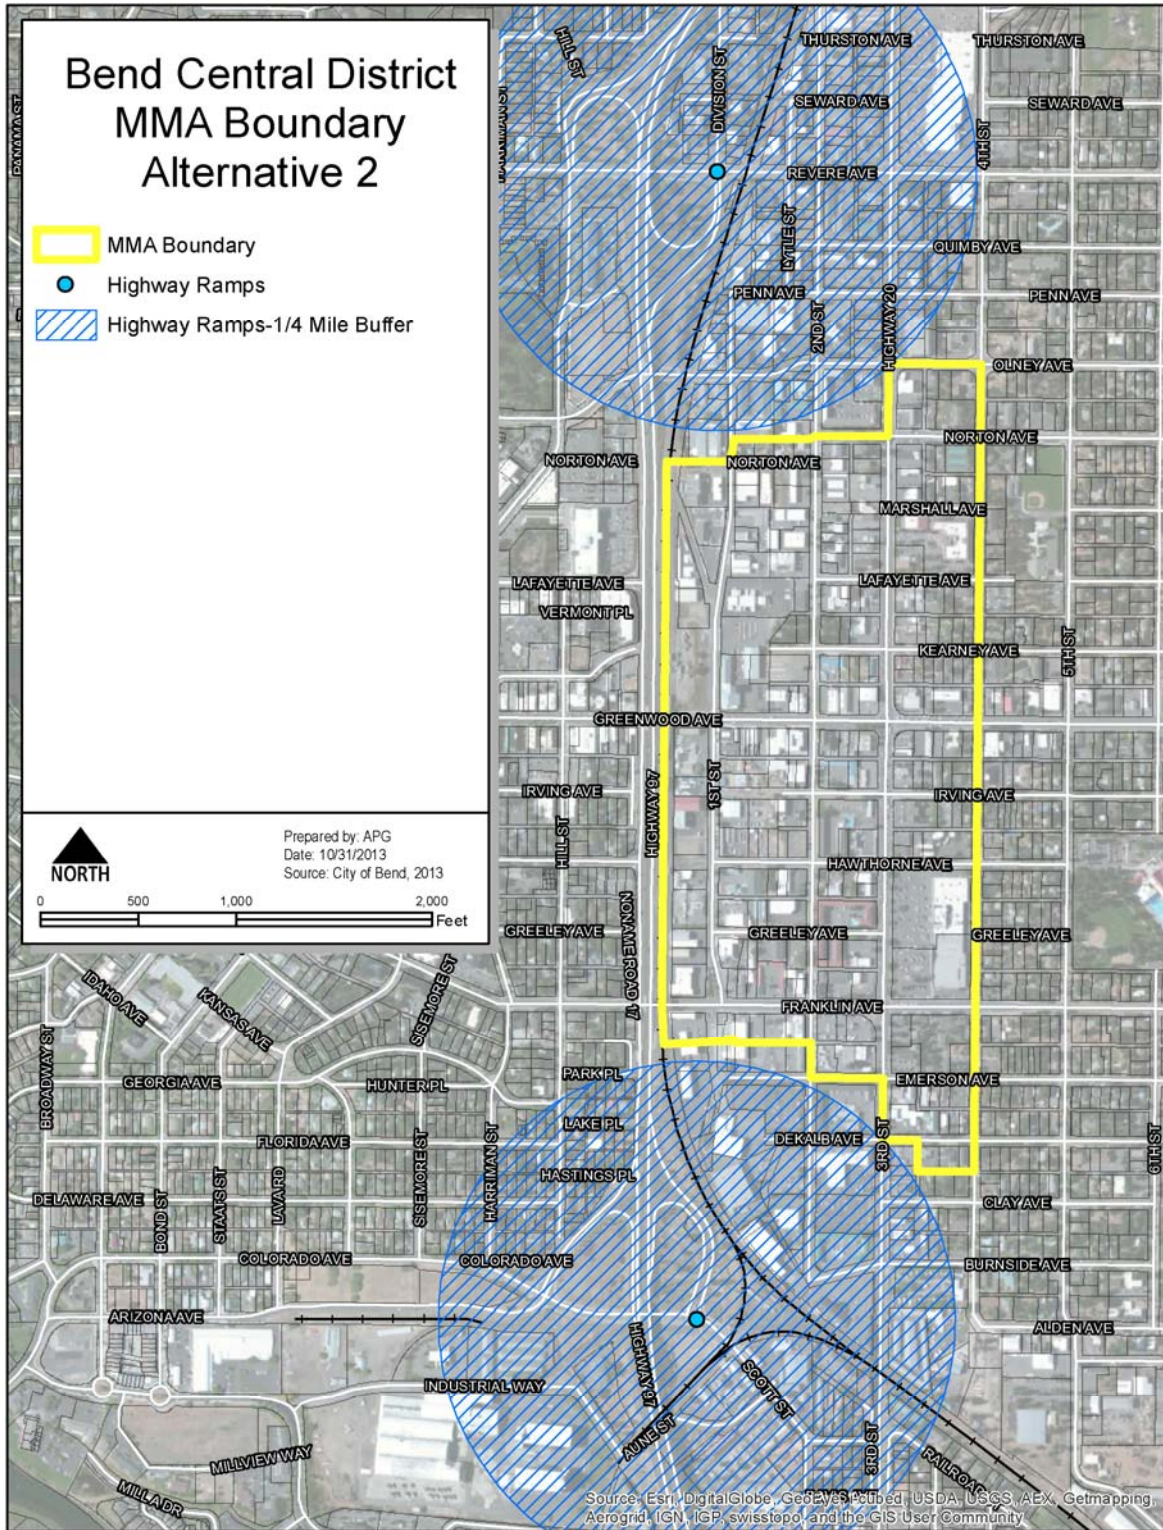 Bend Central District
MMA Boundary
Alternative 2
MMA Boundary
Highway Ramps
Highway Ramps-1/4 Mile Buffer
NORTH
Prepared by: APG
Date: 10/31/2013
Source: City of Bend, 2013
0 500 1,000 2,000
Feet
PANAMA ST
HILL ST
DIVISION ST
THURSTON AVE
THURSTON AVE
SEWARD AVE
SEWARD AVE
4TH ST
HARRIMAN ST
REVERE AVE
LYTLE ST
QUIMBY AVE
PENN AVE
PENN AVE
2ND ST
HIGHWAY 20
OLNEY AVE
NORTON AVE
NORTON AVE
NORTON AVE
MARSHALL AVE
LAFAYETTE AVE
LAFAYETTE AVE
VERMONT PL
KEARNEY AVE
5TH ST
GREENWOOD AVE
IRVING AVE
HIGHWAY 97
1ST ST
IRVING AVE
HILL ST
HAWTHORNE AVE
NONAME ROAD 17
GREELEY AVE
GREELEY AVE
GREELEY AVE
IDAHO AVE
KANSAS AVE
SISEMORE ST
FRANKLIN AVE
BROADWAY ST
GEORGIA AVE
HUNTER PL
PARK PL
EMERSON AVE
FLORIDA AVE
LAKE PL
DEKALB AVE
3RD ST
6TH ST
HASTINGS PL
DELAWARE AVE
BOND ST
STAATS ST
LAVA RD
SISEMORE ST
HARRIMAN ST
CLAY AVE
COLORADO AVE
COLORADO AVE
BURNSIDE AVE
ARIZONA AVE
ALDEN AVE
HIGHWAY 97
INDUSTRIAL WAY
SCOTT ST
AUNE ST
3RD ST
MILLVIEW WAY
RAILROAD
MILL A DR
DAVIS AVE
Source: Esri, DigitalGlobe, GeoEye, i-cubed, USDA, USGS, AEX, Getmapping,
Aerogrid, IGN, IGP, swisstopo, and the GIS User Community